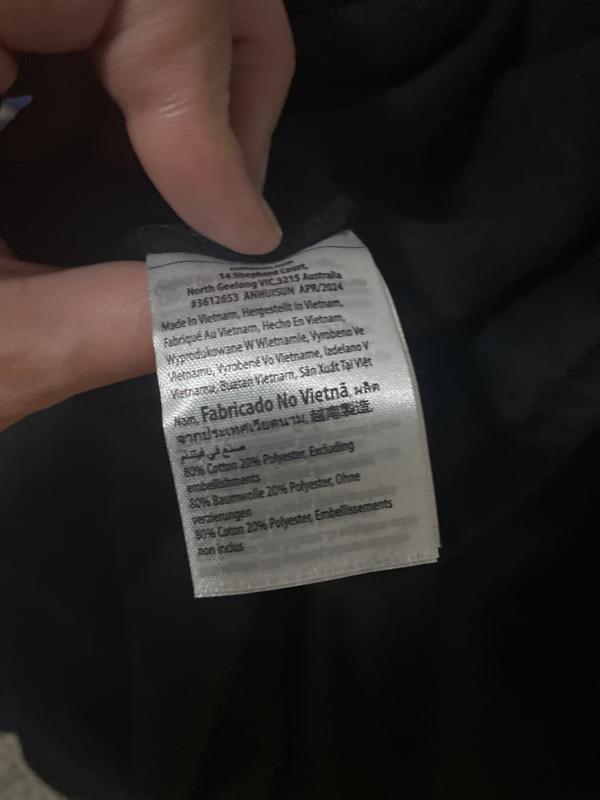 14 Shepherd Court,
North Geelong VIC 3215 Australia
#3612653 ANHUISUN APR/2024
Made In Vietnam, Hergestellt In Vietnam,
Fabriqué Au Vietnam, Hecho En Vietnam,
Wyprodukowane W Wietnamie, Vyrobeno Ve
Vietnamu, Vyrobené Vo Vietname, Izdelano V
Vietnamu, Buatan Vietnam, Sản Xuất Tại Việt
Nam, Fabricado No Vietnã, ผลิต
จากประเทศเวียดนาม, 越南製造,
صنع في فيتنام
80% Cotton 20% Polyester, Excluding
embellishments
80% Baumwolle 20% Polyester, Ohne
verzierungen
80% Coton 20% Polyester, Embellissements
non inclus